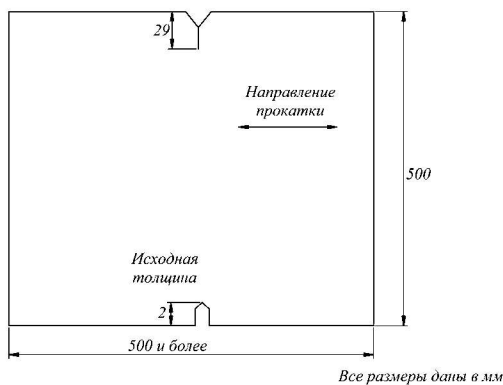 29
Направление
прокатки
500
Исходная
толщина
2
500 и более
Все размеры даны в мм